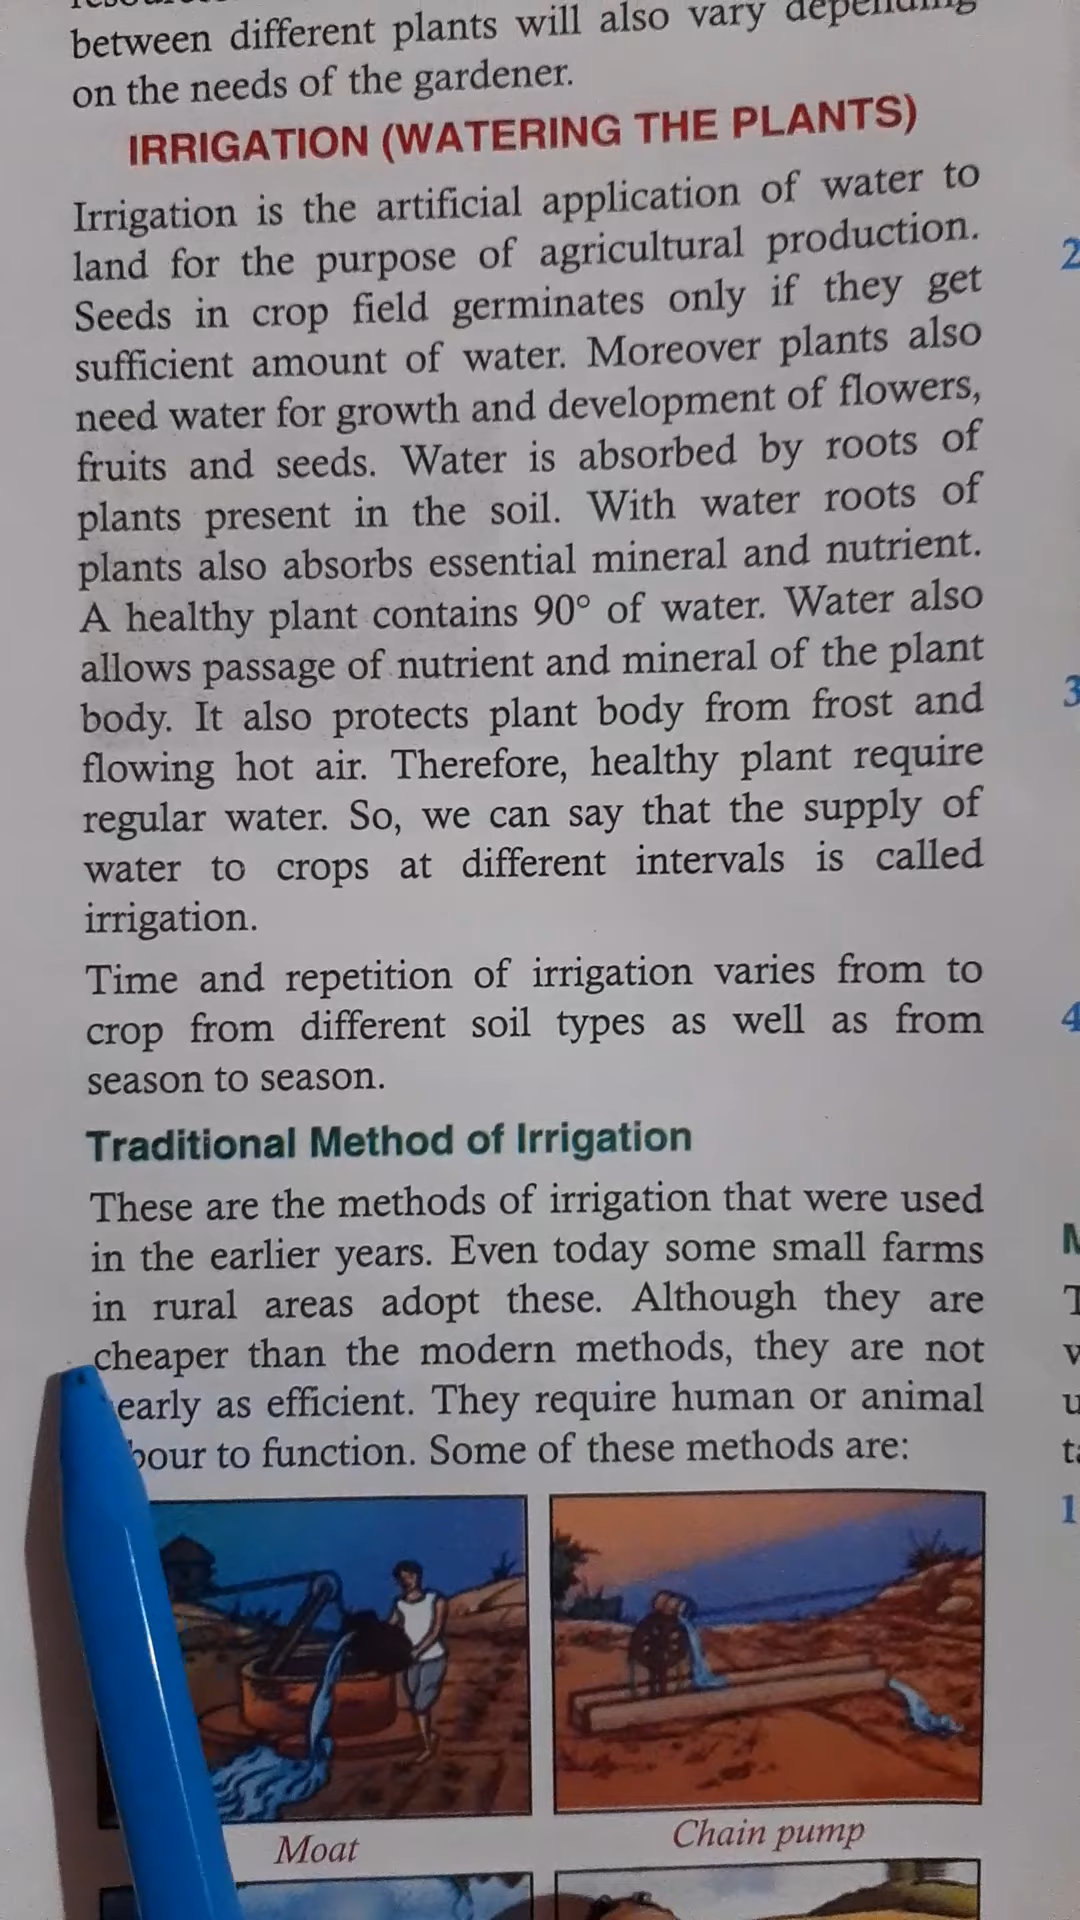 between different plants will also vary depending
on the needs of the gardener.
IRRIGATION (WATERING THE PLANTS)
Irrigation is the artificial application of water to
land for the purpose of agricultural production.
Seeds in crop field germinates only if they get
sufficient amount of water. Moreover plants also
need water for growth and development of flowers,
fruits and seeds. Water is absorbed by roots of
plants present in the soil. With water roots of
plants also absorbs essential mineral and nutrient.
A healthy plant contains 90° of water. Water also
allows passage of nutrient and mineral of the plant
body. It also protects plant body from frost and
flowing hot air. Therefore, healthy plant require
regular water. So, we can say that the supply of
water to crops at different intervals is called
irrigation.
Time and repetition of irrigation varies from to
crop from different soil types as well as from
season to season.
Traditional Method of Irrigation
These are the methods of irrigation that were used
in the earlier years. Even today some small farms
in rural areas adopt these. Although they are
cheaper than the modern methods, they are not
early as efficient. They require human or animal
bour to function. Some of these methods are:
Moat
Chain pump
2
3
4
1